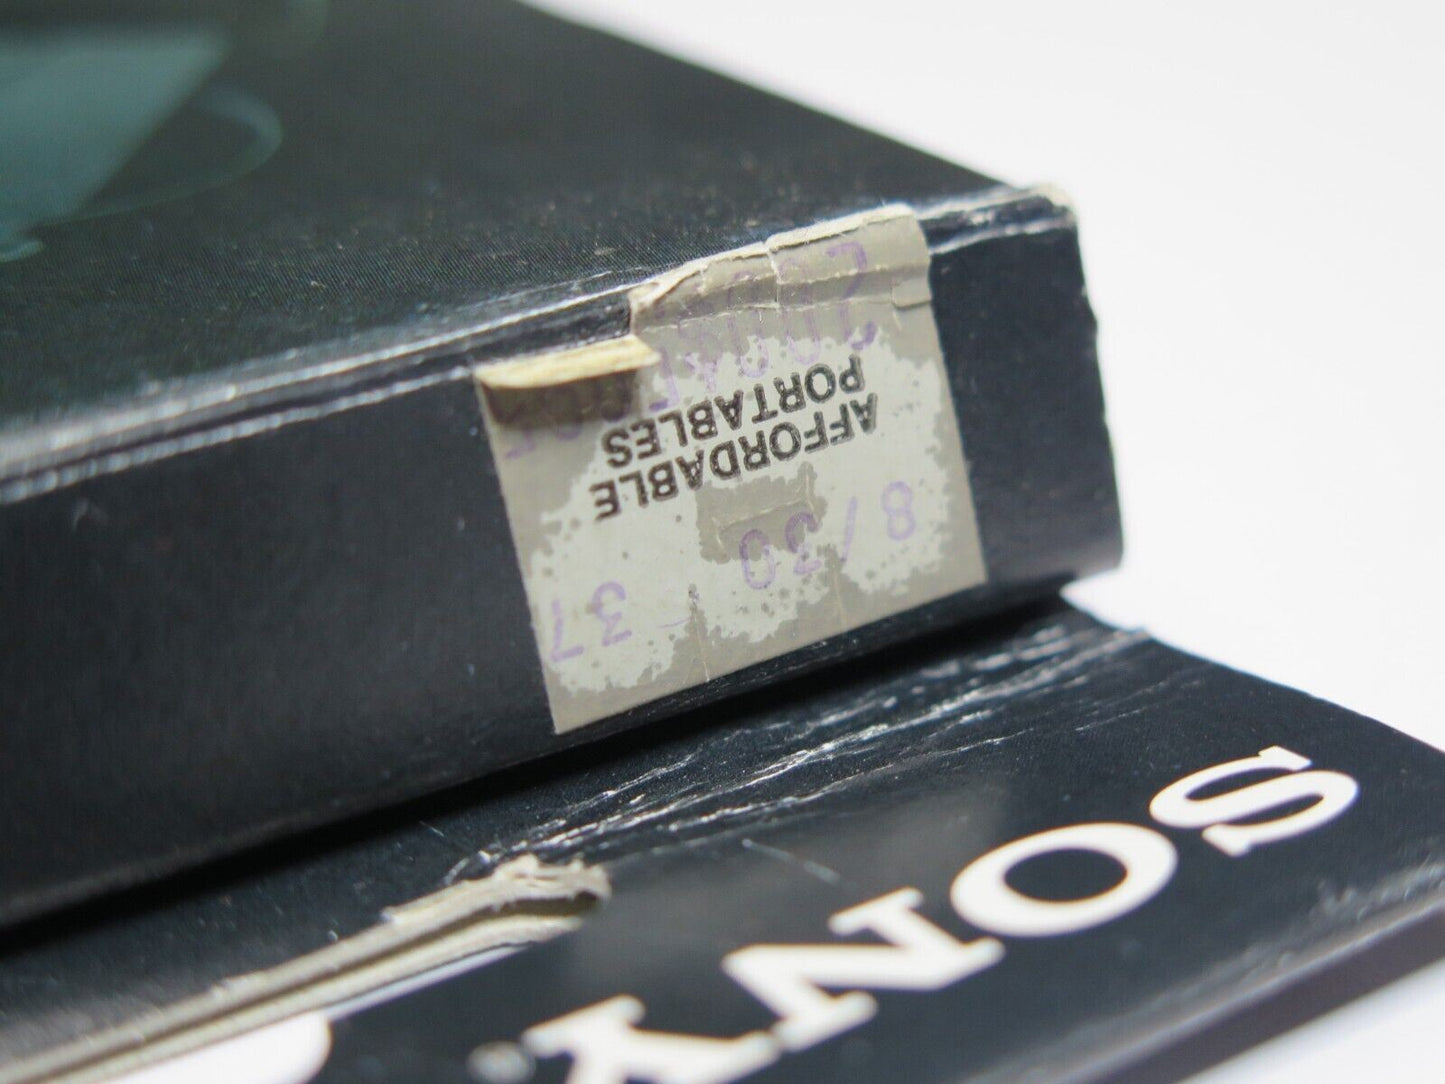 8/30 37
AFFORDABLE
PORTABLES
SONY